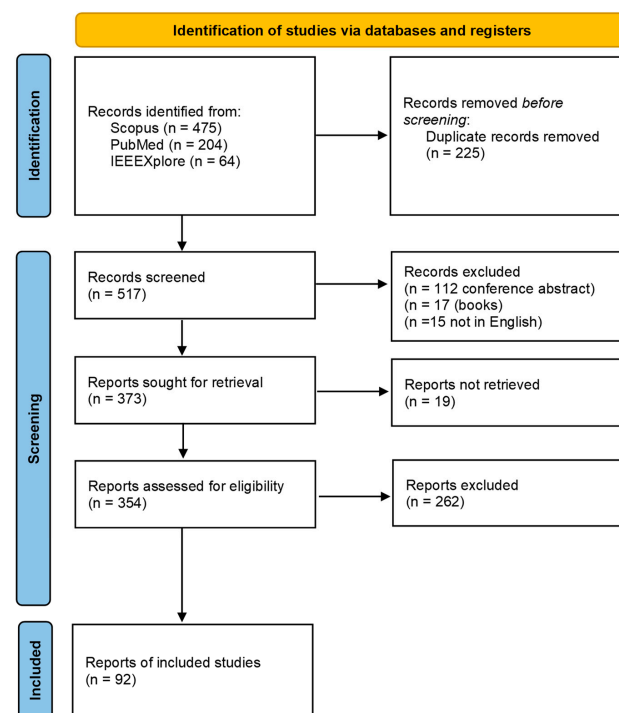 Identification of studies via databases and registers
Identification
Records identified from:
Scopus (n = 475)
PubMed (n = 204)
IEEEXplore (n = 64)
Records removed before
screening:
Duplicate records removed
(n = 225)
Screening
Records screened
(n = 517)
Records excluded
(n = 112 conference abstract)
(n = 17 (books)
(n =15 not in English)
Reports sought for retrieval
(n = 373)
Reports not retrieved
(n = 19)
Reports assessed for eligibility
(n = 354)
Reports excluded
(n = 262)
Included
Reports of included studies
(n = 92)